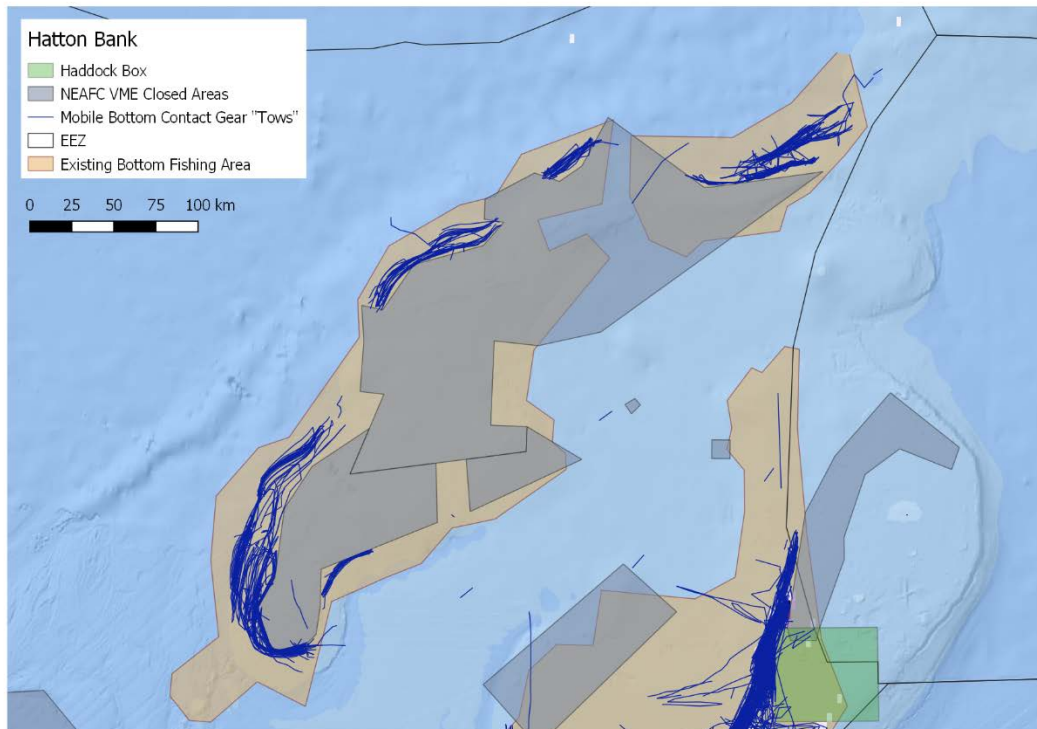 Hatton Bank
Haddock Box
NEAFC VME Closed Areas
Mobile Bottom Contact Gear "Tows"
EEZ
Existing Bottom Fishing Area
0 25 50 75 100 km